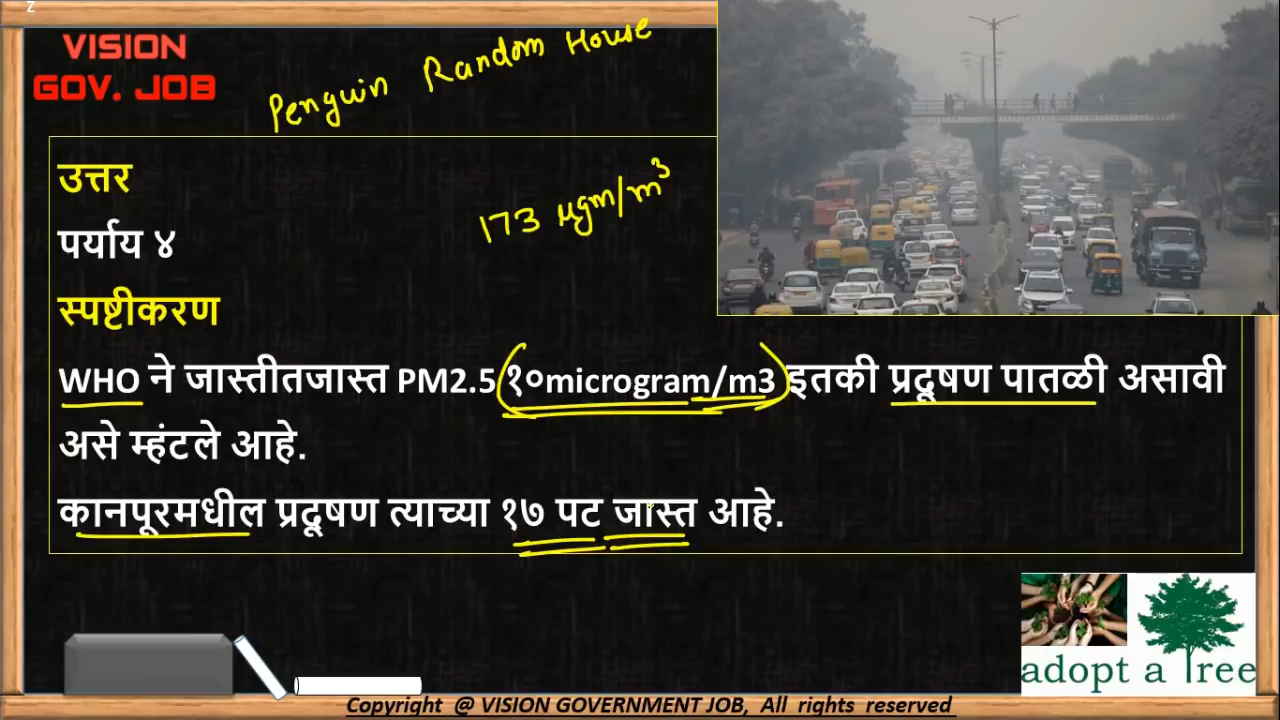 z
VISION
GOV. JOB
Penguin Random House
173 μgm/m³
उत्तर
पर्याय ४
स्पष्टीकरण
WHO ने जास्तीतजास्त PM2.5 १०microgram/m3 इतकी प्रदूषण पातळी असावी
असे म्हंटले आहे.
कानपूरमधील प्रदूषण त्याच्या १७ पट जास्त आहे.
adopt a Tree
Copyright @ VISION GOVERNMENT JOB, All rights reserved